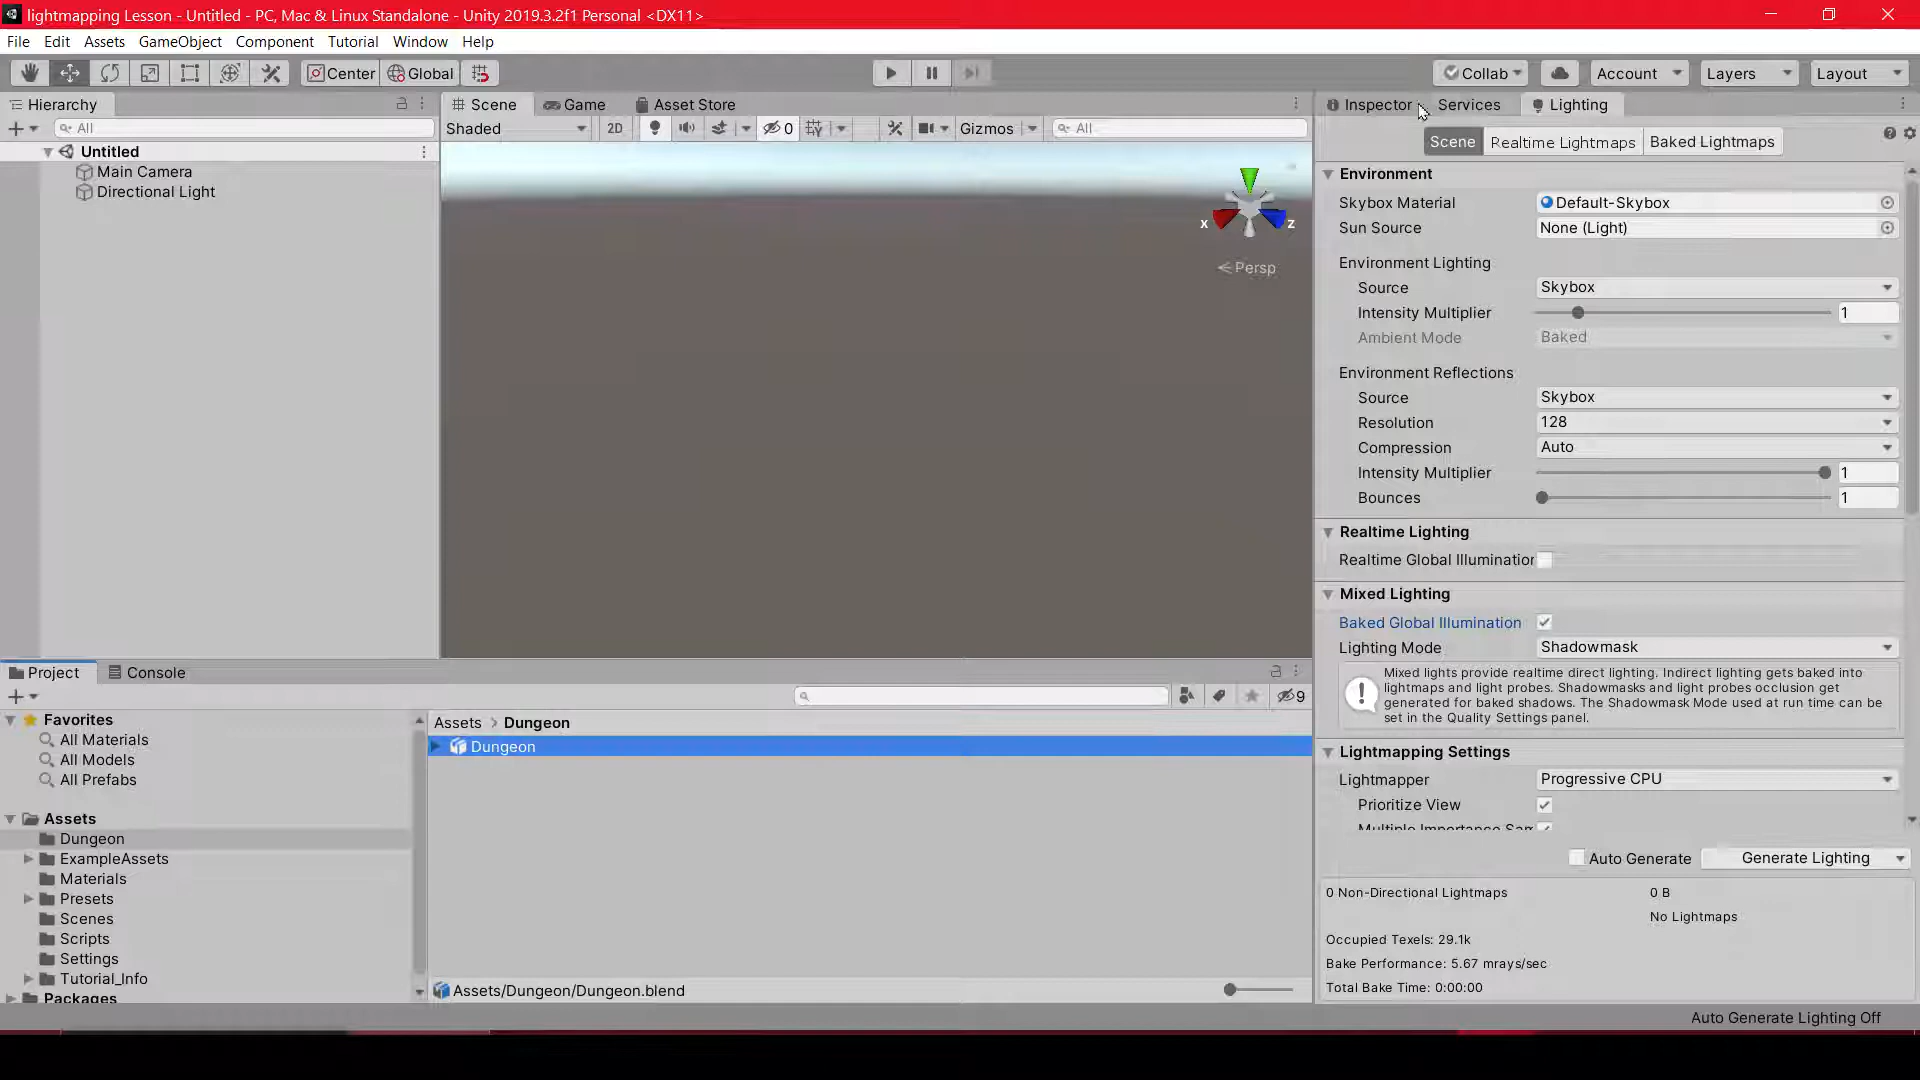 lightmapping Lesson - Untitled - PC, Mac & Linux Standalone - Unity 2019.3.2f1 Personal <DX11>
File Edit Assets GameObject Component Tutorial Window Help
Center Global Collab Account Layers Layout
Hierarchy
All
Untitled
Main Camera
Directional Light
Scene Game Asset Store
Shaded 2D 0 Gizmos All
x z
Persp
Inspector Services Lighting
Scene Realtime Lightmaps Baked Lightmaps
Environment
Skybox Material Default-Skybox
Sun Source None (Light)
Environment Lighting
Source Skybox
Intensity Multiplier 1
Ambient Mode Baked
Environment Reflections
Source Skybox
Resolution 128
Compression Auto
Intensity Multiplier 1
Bounces 1
Realtime Lighting
Realtime Global Illumination
Mixed Lighting
Baked Global Illumination
Lighting Mode Shadowmask
Mixed lights provide realtime direct lighting. Indirect lighting gets baked into
lightmaps and light probes. Shadowmasks and light probes occlusion get
generated for baked shadows. The Shadowmask Mode used at run time can be
set in the Quality Settings panel.
Lightmapping Settings
Lightmapper Progressive CPU
Prioritize View
Multiple Importance Sam
Auto Generate Generate Lighting
0 Non-Directional Lightmaps 0 B
No Lightmaps
Occupied Texels: 29.1k
Bake Performance: 5.67 mrays/sec
Total Bake Time: 0:00:00
Project Console
9
Favorites
All Materials
All Models
All Prefabs
Assets
Dungeon
ExampleAssets
Materials
Presets
Scenes
Scripts
Settings
Tutorial_Info
Packages
Assets > Dungeon
Dungeon
Assets/Dungeon/Dungeon.blend
Auto Generate Lighting Off